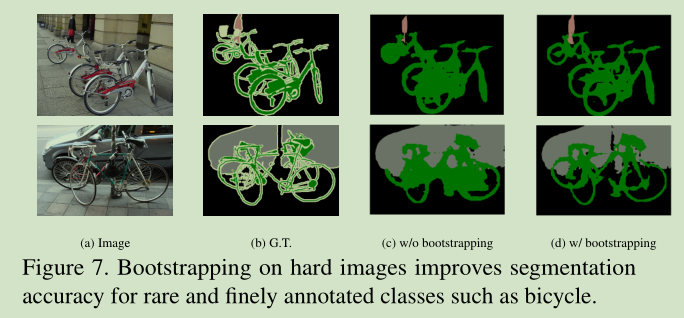 (a) Image
(b) G.T.
(c) w/o bootstrapping
(d) w/ bootstrapping
Figure 7. Bootstrapping on hard images improves segmentation
accuracy for rare and finely annotated classes such as bicycle.